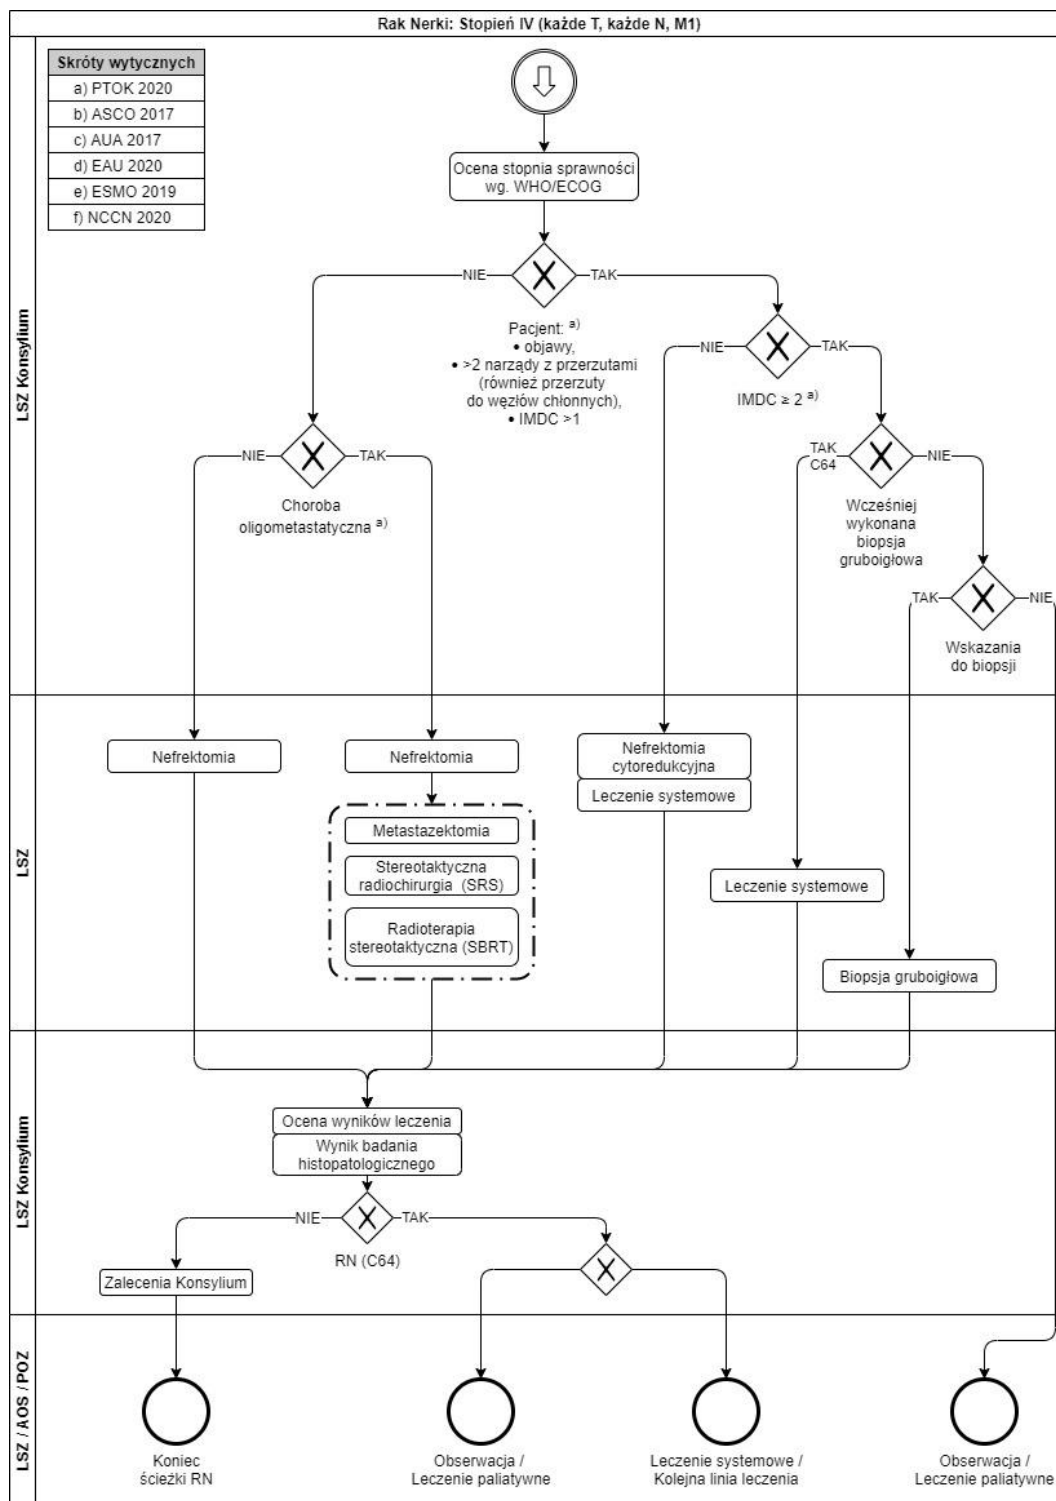 Rak Nerki: Stopień IV (każde T, każde N, M1)
LSZ Konsylium
Skróty wytycznych
a) PTOK 2020
b) ASCO 2017
c) AUA 2017
d) EAU 2020
e) ESMO 2019
f) NCCN 2020
Ocena stopnia sprawności
wg. WHO/ECOG
NIE
TAK
Pacjent: a)
• objawy,
• >2 narządy z przerzutami
(również przerzuty
do węzłów chłonnych),
• IMDC >1
NIE
TAK
IMDC ≥ 2 a)
NIE
TAK
Choroba
oligometastatyczna a)
TAK
C64
NIE
Wcześniej
wykonana
biopsja
gruboigłowa
TAK
NIE
Wskazania
do biopsji
LSZ
Nefrektomia
Nefrektomia
Metastazektomia
Stereotaktyczna
radiochirurgia (SRS)
Radioterapia
stereotaktyczna (SBRT)
Nefrektomia
cytoredukcyjna
Leczenie systemowe
Leczenie systemowe
Biopsja gruboigłowa
LSZ Konsylium
Ocena wyników leczenia
Wynik badania
histopatologicznego
NIE
TAK
RN (C64)
Zalecenia Konsylium
LSZ / AOS / POZ
Koniec
ścieżki RN
Obserwacja /
Leczenie paliatywne
Leczenie systemowe /
Kolejna linia leczenia
Obserwacja /
Leczenie paliatywne